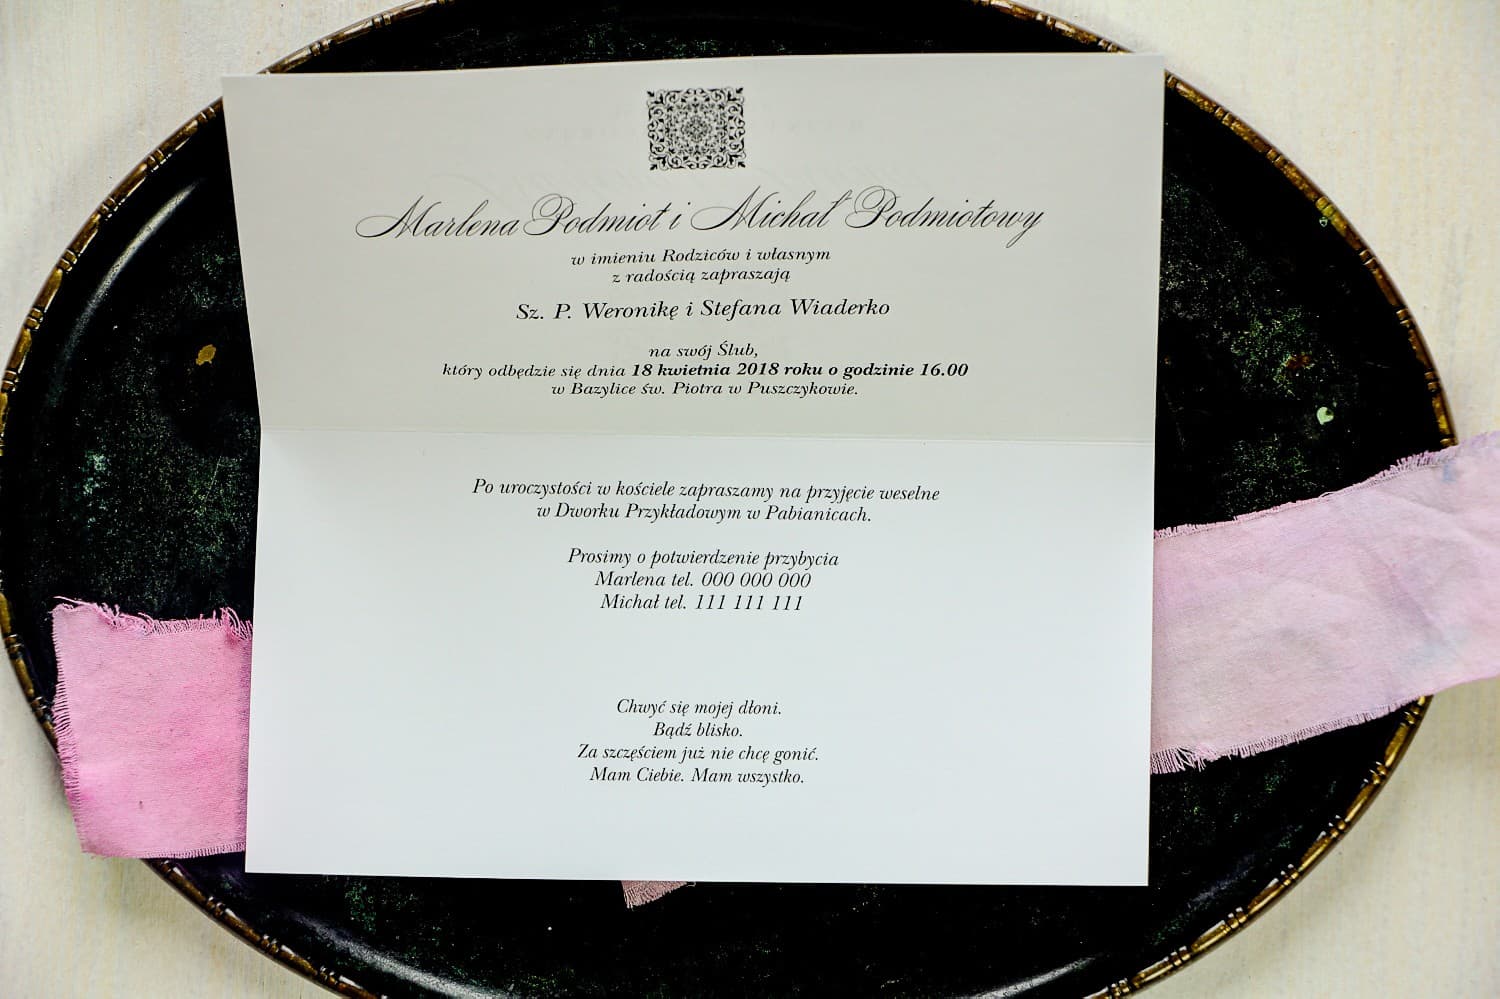 Marlena Podmiot i Michał Podmiotowy
w imieniu Rodziców i własnym
z radością zapraszają
Sz. P. Weronikę i Stefana Wiaderko
na swój Ślub,
który odbędzie się dnia 18 kwietnia 2018 roku o godzinie 16.00
w Bazylice św. Piotra w Puszczykowie.
Po uroczystości w kościele zapraszamy na przyjęcie weselne
w Dworku Przykładowym w Pabianicach.
Prosimy o potwierdzenie przybycia
Marlena tel. 000 000 000
Michał tel. 111 111 111
Chwyć się mojej dłoni.
Bądź blisko.
Za szczęściem już nie chcę gonić.
Mam Ciebie. Mam wszystko.